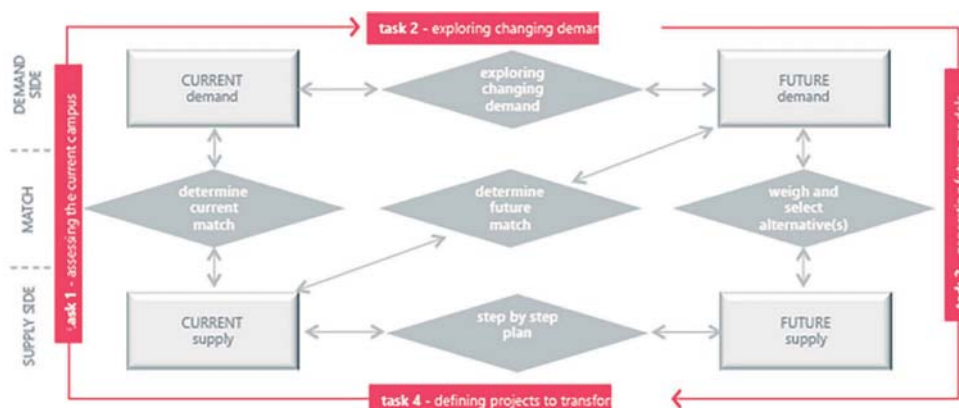 task 2 - exploring changing deman
DEMAND
SIDE
CURRENT
demand
exploring
changing
demand
FUTURE
demand
MATCH
task 1 - assessing the current campus
determine
current
match
determine
future
match
weigh and
select
alternative(s)
SUPPLY SIDE
CURRENT
supply
step by step
plan
FUTURE
supply
task 4 - defining projects to transform